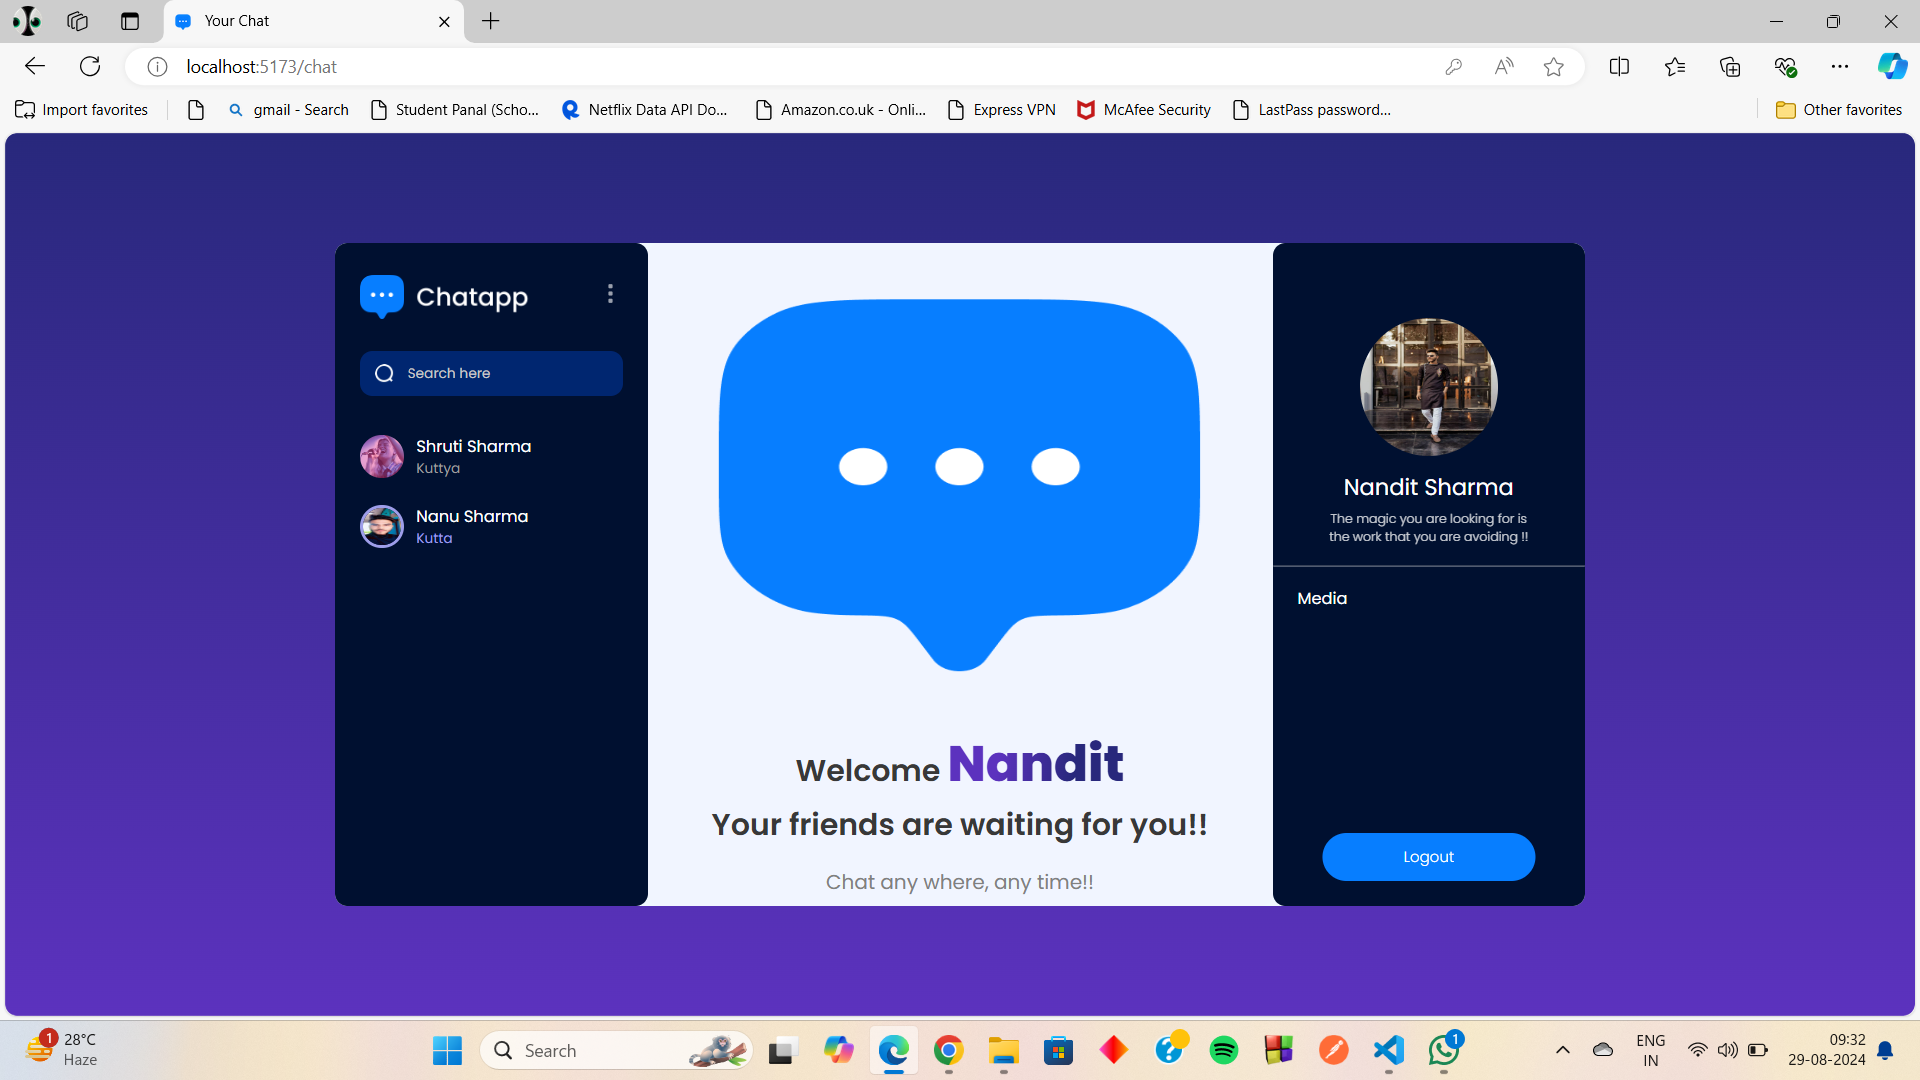 Your Chat
localhost:5173/chat
Import favorites
gmail - Search
Student Panal (Scho...
Netflix Data API Do...
Amazon.co.uk - Onli...
Express VPN
McAfee Security
LastPass password...
Other favorites
Chatapp
Search here
Shruti Sharma
Kuttya
Nanu Sharma
Kutta
Welcome Nandit
Your friends are waiting for you!!
Chat any where, any time!!
Nandit Sharma
The magic you are looking for is
the work that you are avoiding !!
Media
Logout
1
28°C
Haze
Search
1
ENG
IN
09:32
29-08-2024